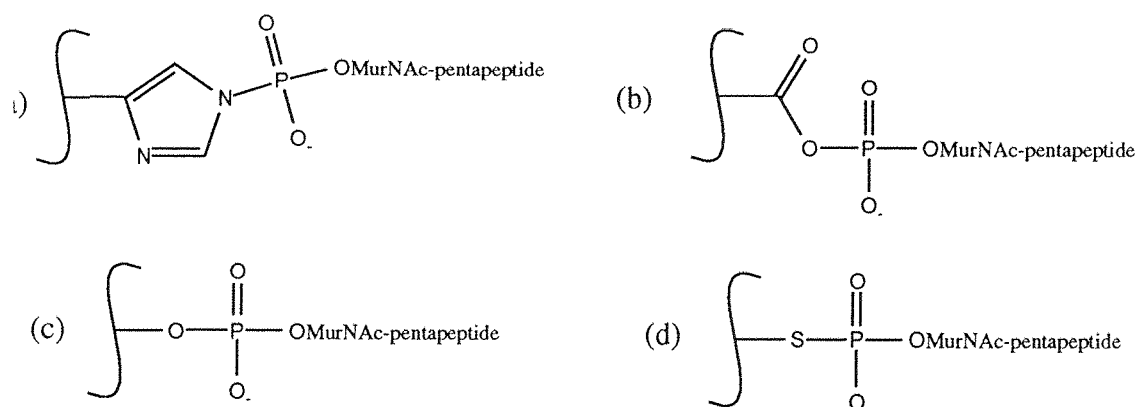 O
N
N
P
OMurNAc-pentapeptide
O-
(b)
O
O
O
P
OMurNAc-pentapeptide
O-
(c)
O
O
P
OMurNAc-pentapeptide
O-
(d)
O
S
P
OMurNAc-pentapeptide
O